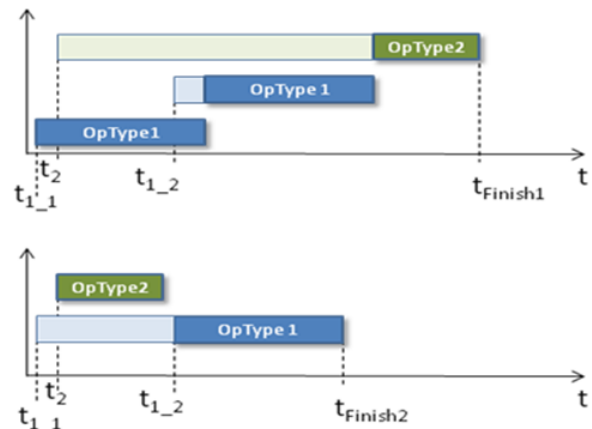 OpType2
OpType 1
OpType1
t2
t1_1
t1_2
tFinish1
t
OpType2
OpType 1
t2
t1_1
t1_2
tFinish2
t